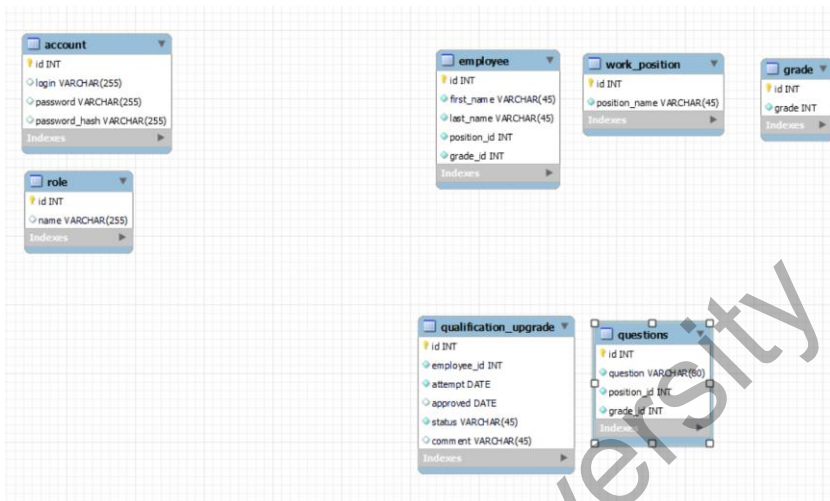 account
id INT
login VARCHAR(255)
password VARCHAR(255)
password_hash VARCHAR(255)
Indexes
role
id INT
name VARCHAR(255)
Indexes
employee
id INT
first_name VARCHAR(45)
last_name VARCHAR(45)
position_id INT
grade_id INT
Indexes
work_position
id INT
position_name VARCHAR(45)
Indexes
grade
id INT
grade INT
Indexes
qualification_upgrade
id INT
employee_id INT
attempt DATE
approved DATE
status VARCHAR(45)
comment VARCHAR(45)
Indexes
questions
id INT
question VARCHAR(80)
position_id INT
grade_id INT
Indexes
versity